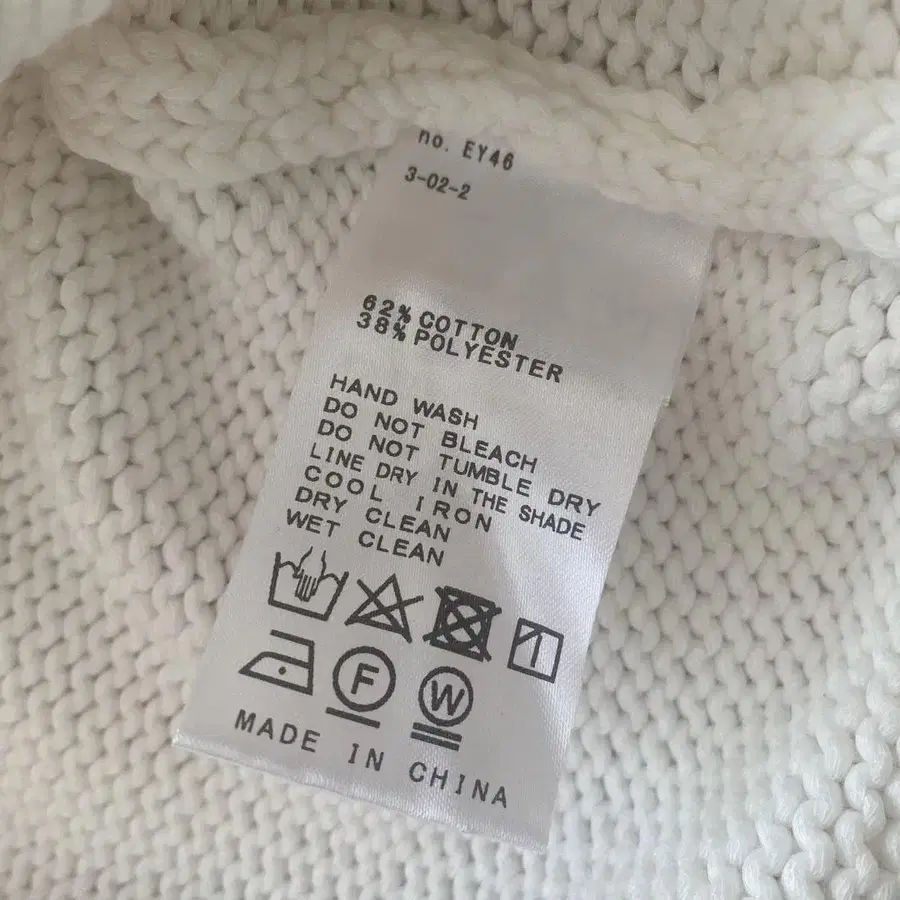 no. EY46
3-02-2
62% COTTON
38% POLYESTER
HAND WASH
DO NOT BLEACH
DO NOT TUMBLE DRY
LINE DRY IN THE SHADE
COOL IRON
DRY CLEAN
WET CLEAN
F
W
MADE IN CHINA